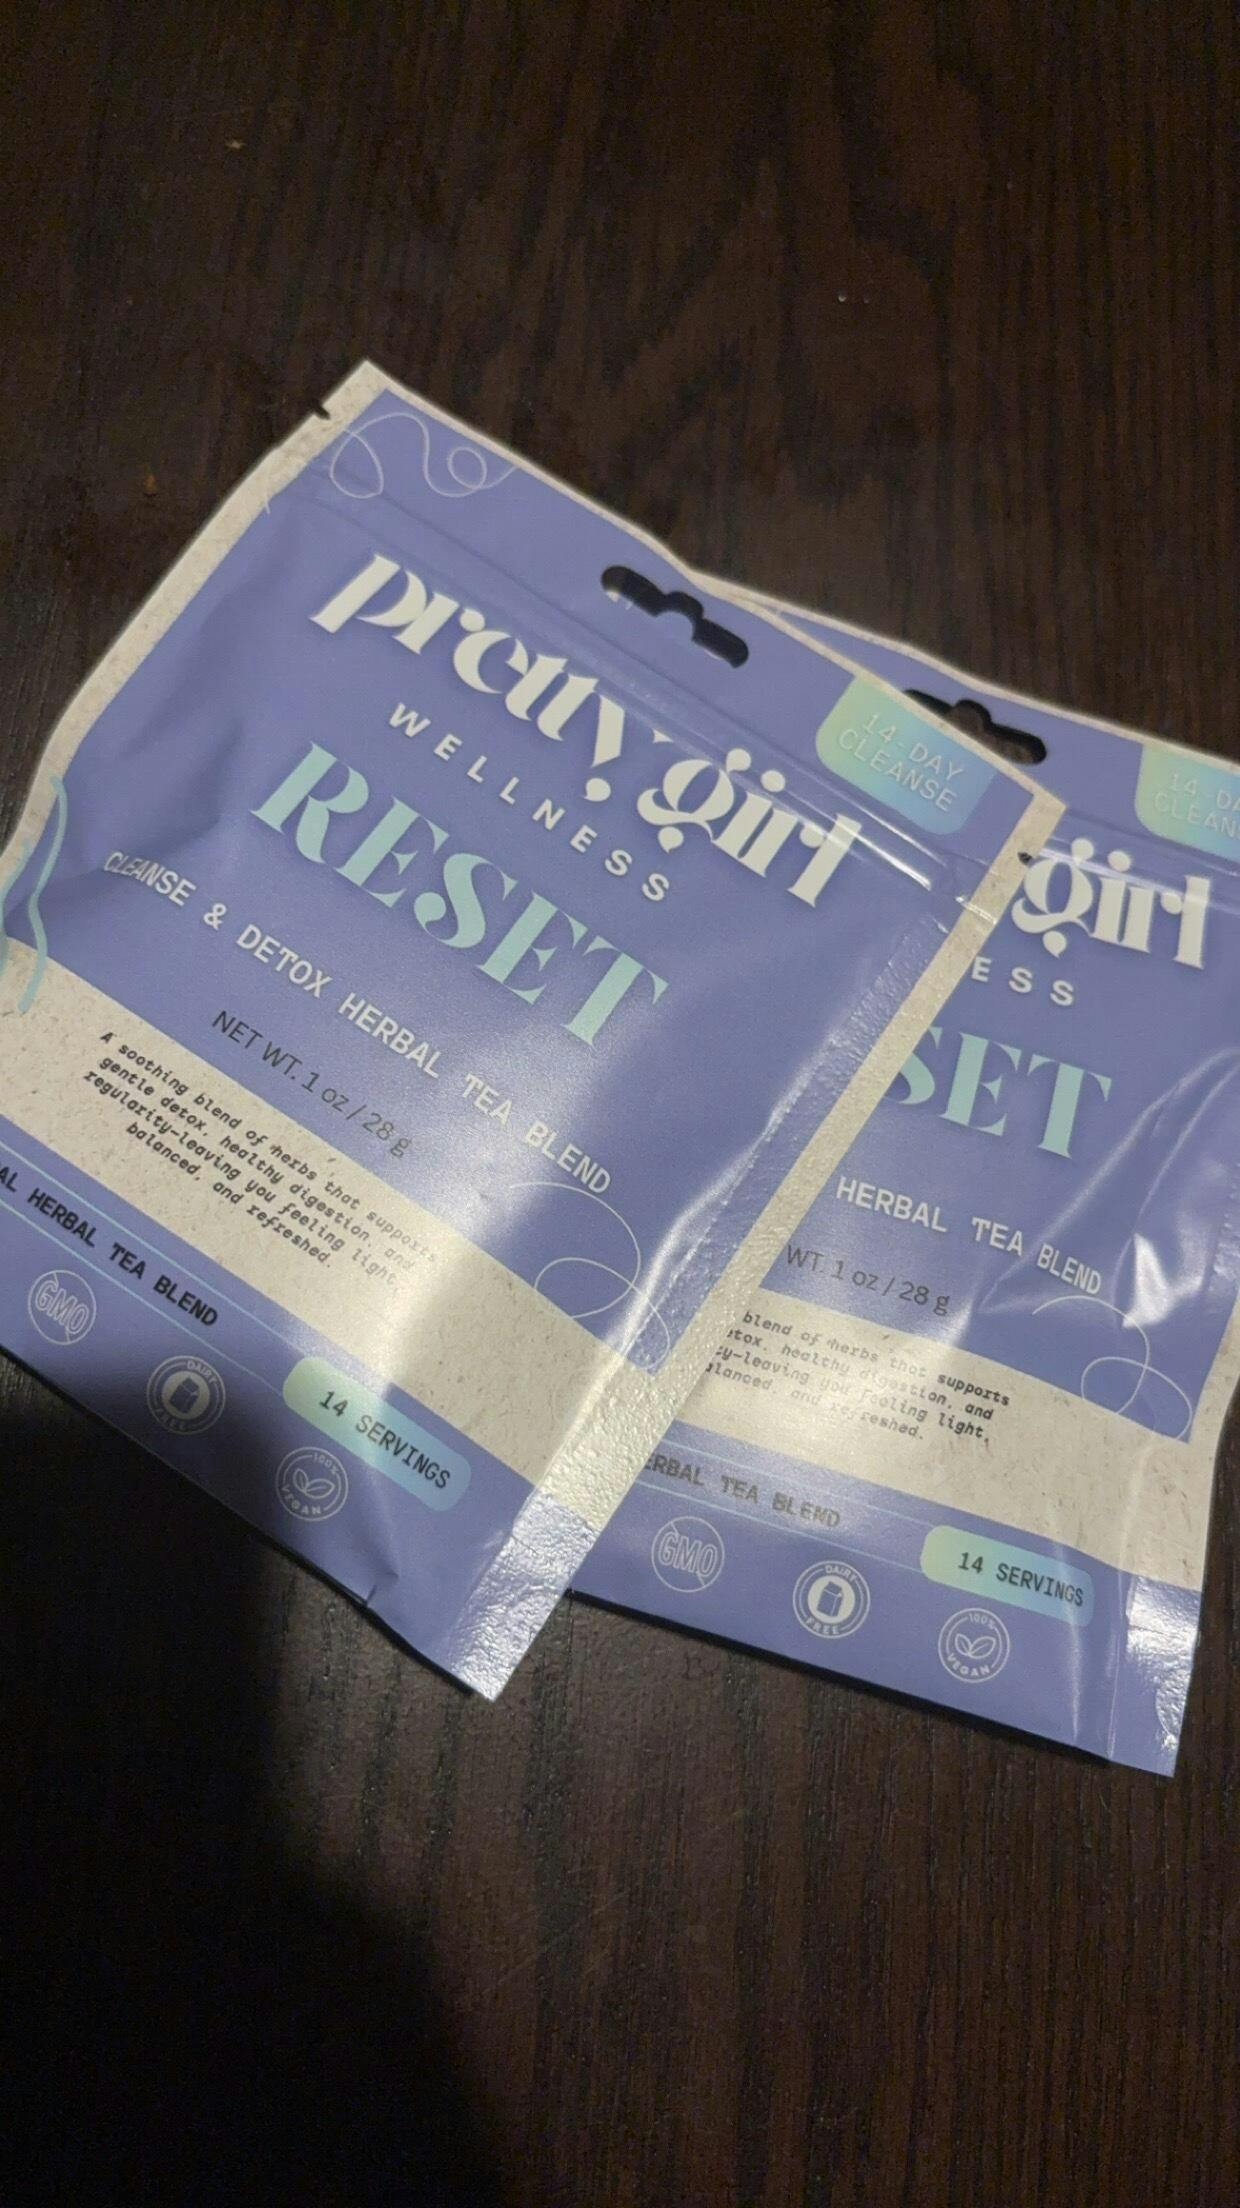 pretty girl
WELLNESS
14-DAY
CLEANSE
RESET
CLEANSE & DETOX HERBAL TEA BLEND
NET WT. 1 oz / 28 g
A soothing blend of herbs that supports
gentle detox, healthy digestion, and
regularity-leaving you feeling light,
balanced, and refreshed.
HERBAL TEA BLEND
GMO
DAIRY
FREE
100%
VEGAN
14 SERVINGS
14-DA
CLEANS
girl
ESS
SET
HERBAL TEA BLEND
WT. 1 oz / 28 g
blend of herbs that supports
etox, healthy digestion, and
ty-leaving you feeling light,
alanced, and refreshed.
ERBAL TEA BLEND
GMO
DAIRY
FREE
100%
VEGAN
14 SERVINGS